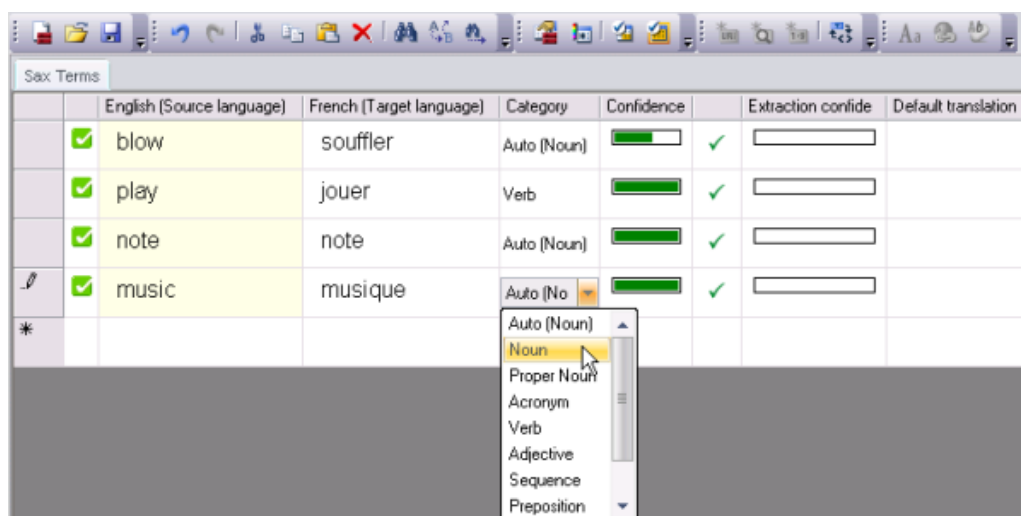 Sax Terms
English (Source language) French (Target language) Category Confidence Extraction confide Default translation
blow souffler Auto (Noun)
play jouer Verb
note note Auto (Noun)
music musique Auto (No
Auto (Noun)
Noun
Proper Noun
Acronym
Verb
Adjective
Sequence
Preposition